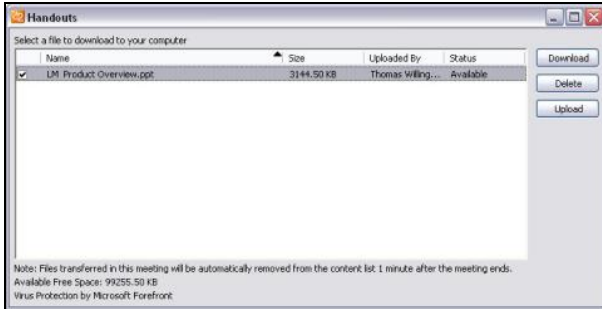 Handouts
Select a file to download to your computer
Name Size Uploaded By Status
LM Product Overview.ppt 3144.50 KB Thomas Willing... Available
Download
Delete
Upload
Note: Files transferred in this meeting will be automatically removed from the content list 1 minute after the meeting ends.
Available Free Space: 99255.50 KB
Virus Protection by Microsoft Forefront